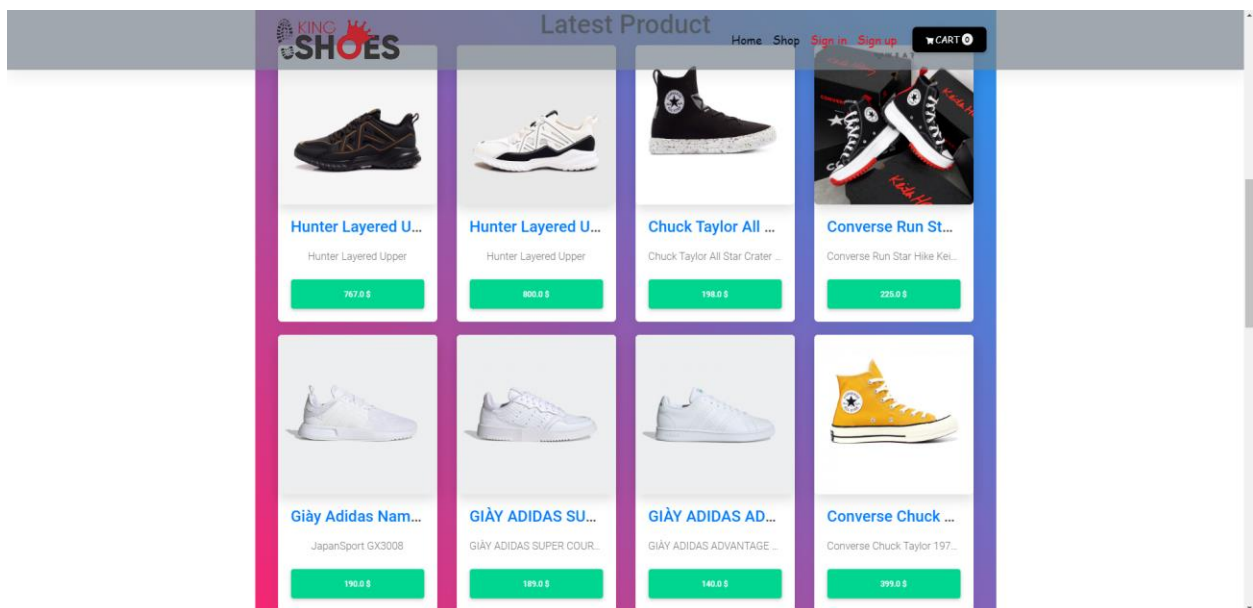 Latest Product
KING
SHOES
Home Shop Sign in Sign up CART 0
Hunter Layered U...
Hunter Layered U...
Chuck Taylor All ...
Converse Run St...
Hunter Layered Upper
Hunter Layered Upper
Chuck Taylor All Star Crater ...
Converse Run Star Hike Kei...
767.0 $
800.0 $
198.0 $
225.0 $
Giày Adidas Nam...
GIÀY ADIDAS SU...
GIÀY ADIDAS AD...
Converse Chuck ...
JapanSport GX3008
GIÀY ADIDAS SUPER COUR...
GIÀY ADIDAS ADVANTAGE ...
Converse Chuck Taylor 197...
190.0 $
189.0 $
140.0 $
399.0 $